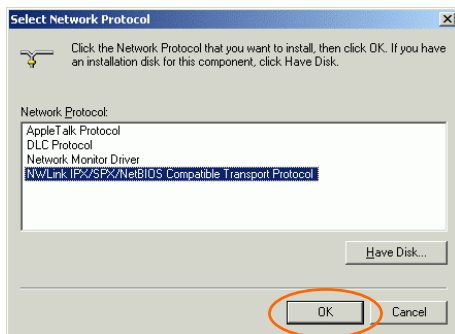 Select Network Protocol
Click the Network Protocol that you want to install, then click OK. If you have
an installation disk for this component, click Have Disk.
Network Protocol:
AppleTalk Protocol
DLC Protocol
Network Monitor Driver
NWLink IPX/SPX/NetBIOS Compatible Transport Protocol
Have Disk...
OK
Cancel